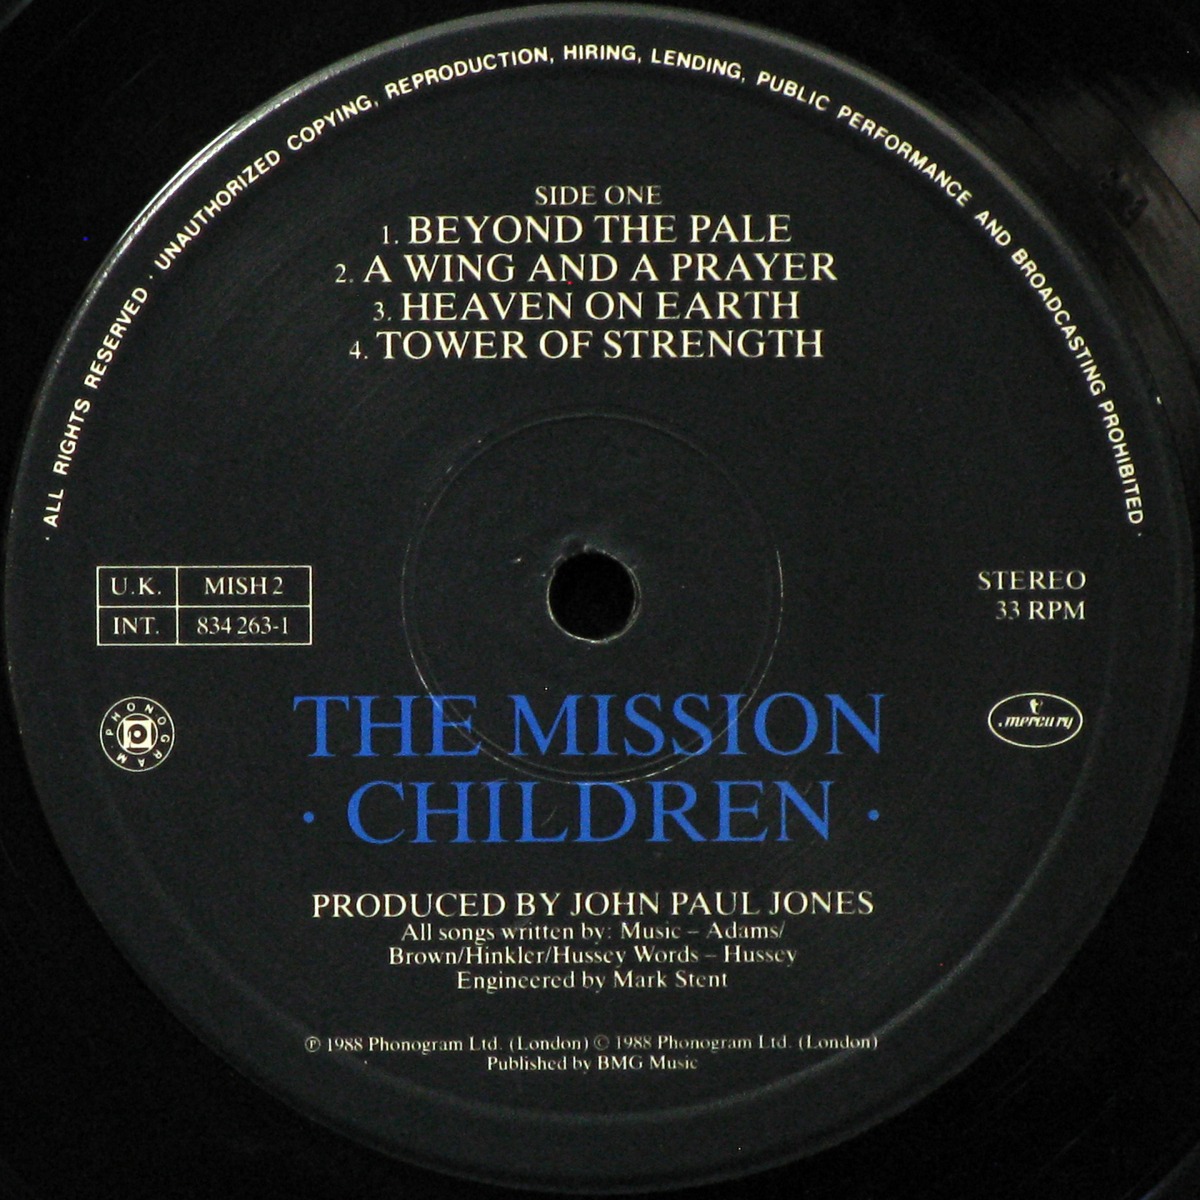 · ALL RIGHTS RESERVED · UNAUTHORIZED COPYING, REPRODUCTION, HIRING, LENDING, PUBLIC PERFORMANCE AND BROADCASTING PROHIBITED ·
SIDE ONE
1. BEYOND THE PALE
2. A WING AND A PRAYER
3. HEAVEN ON EARTH
4. TOWER OF STRENGTH
U.K. MISH 2
INT. 834 263-1
STEREO
33 RPM
PHONOGRAM
mercury
THE MISSION
· CHILDREN ·
PRODUCED BY JOHN PAUL JONES
All songs written by: Music – Adams/
Brown/Hinkler/Hussey Words – Hussey
Engineered by Mark Stent
℗ 1988 Phonogram Ltd. (London) © 1988 Phonogram Ltd. (London)
Published by BMG Music